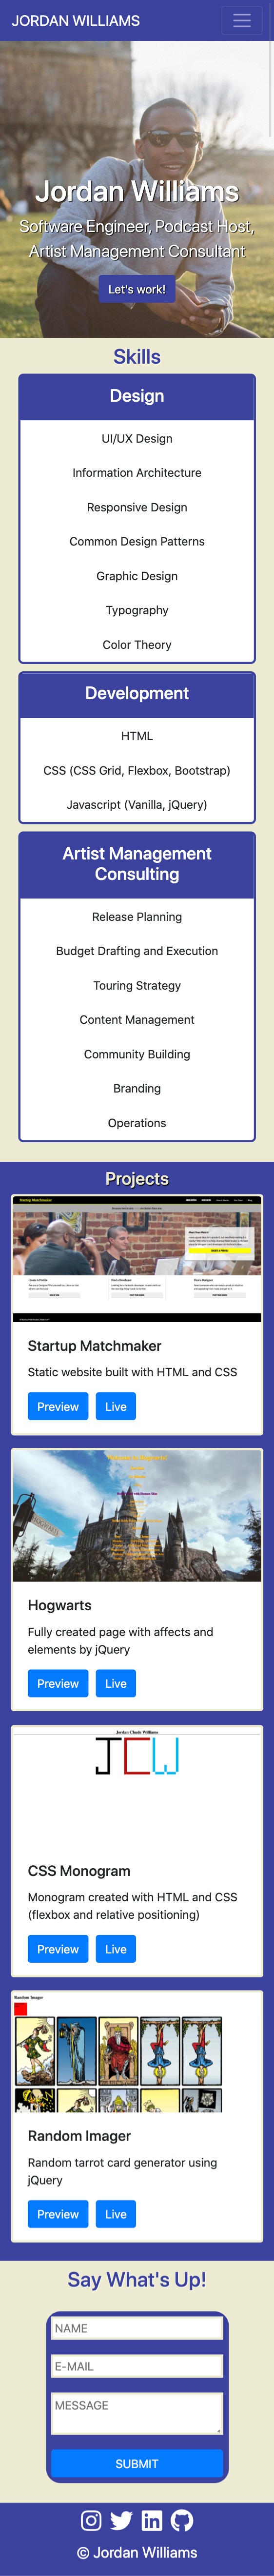 JORDAN WILLIAMS
Jordan Williams
Software Engineer, Podcast Host,
Artist Management Consultant
Let's work!
Skills
Design
UI/UX Design
Information Architecture
Responsive Design
Common Design Patterns
Graphic Design
Typography
Color Theory
Development
HTML
CSS (CSS Grid, Flexbox, Bootstrap)
Javascript (Vanilla, jQuery)
Artist Management
Consulting
Release Planning
Budget Drafting and Execution
Touring Strategy
Content Management
Community Building
Branding
Operations
Projects
Startup Matchmaker
Startup Matchmaker
Static website built with HTML and CSS
Preview Live
Hogwarts
Fully created page with affects and
elements by jQuery
Preview Live
Jordan Chude Williams
JCW
CSS Monogram
Monogram created with HTML and CSS
(flexbox and relative positioning)
Preview Live
Random Imager
Random Imager
Random tarrot card generator using
jQuery
Preview Live
Say What's Up!
NAME
E-MAIL
MESSAGE
SUBMIT
© Jordan Williams